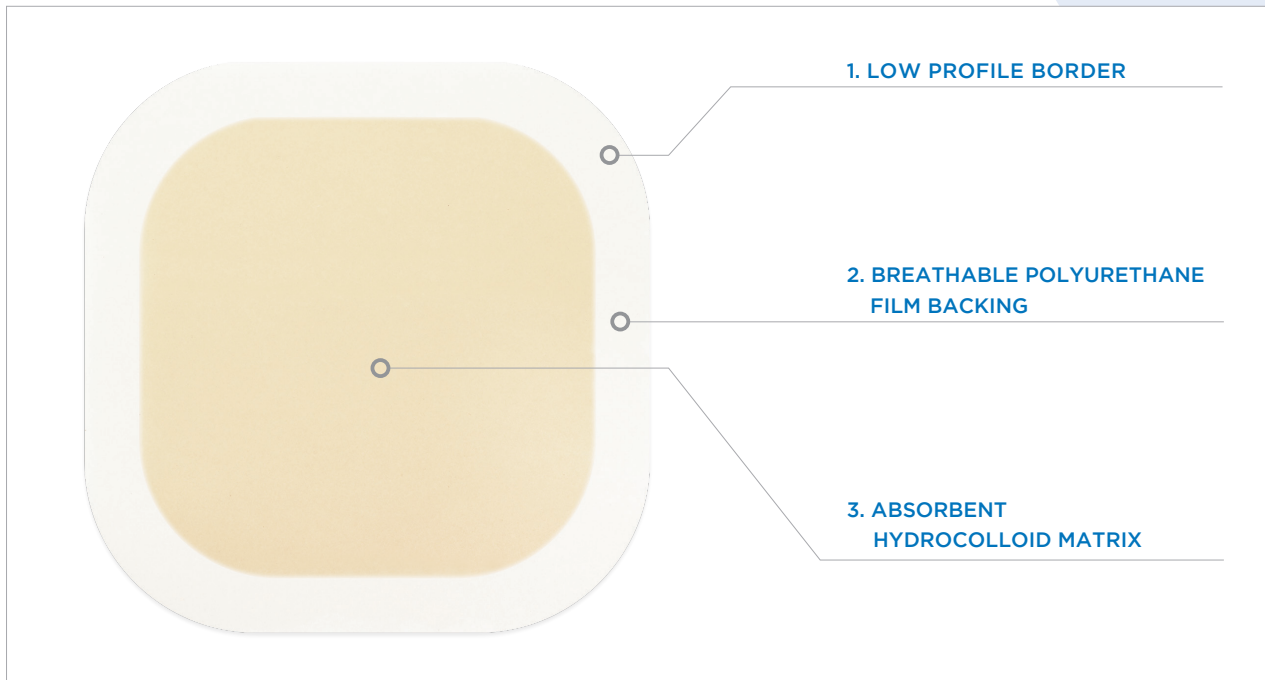 1. LOW PROFILE BORDER
2. BREATHABLE POLYURETHANE
FILM BACKING
3. ABSORBENT
HYDROCOLLOID MATRIX